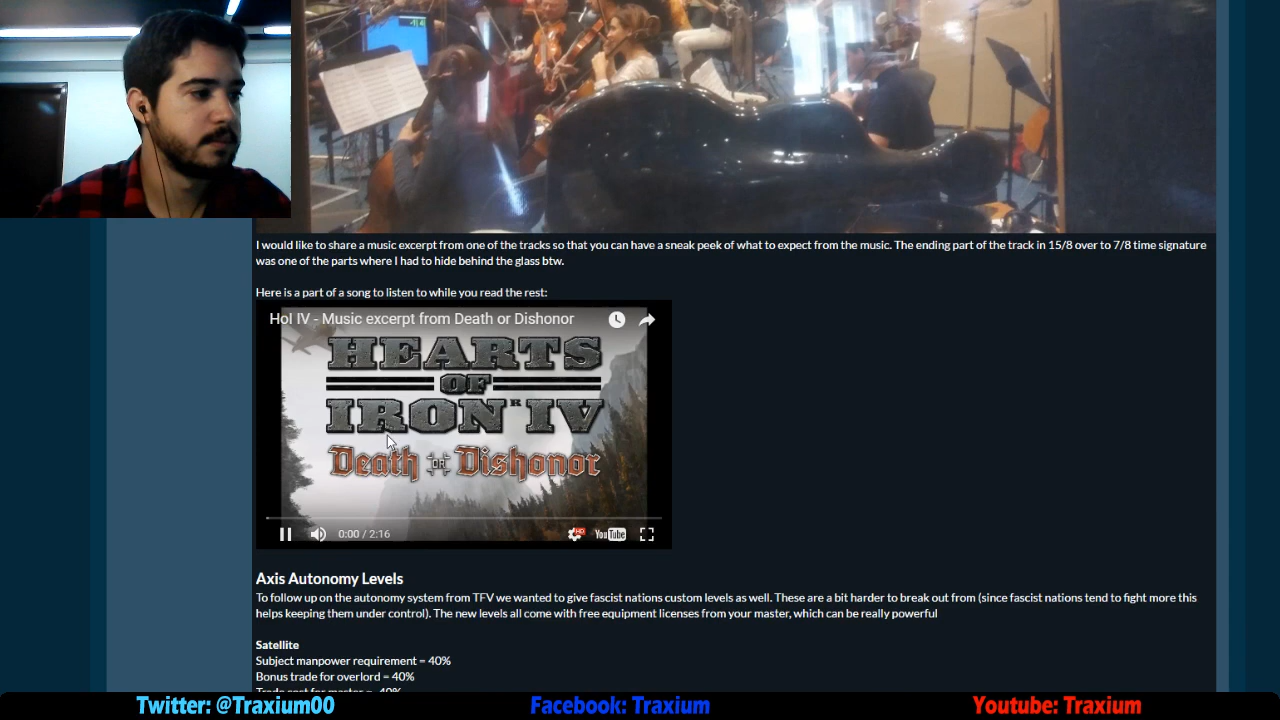 I would like to share a music excerpt from one of the tracks so that you can have a sneak peek of what to expect from the music. The ending part of the track in 15/8 over to 7/8 time signature
was one of the parts where I had to hide behind the glass btw.
Here is a part of a song to listen to while you read the rest:
HoI IV - Music excerpt from Death or Dishonor
HEARTS
OF
IRON IV
Death OR Dishonor
0:00 / 2:16
HD
YouTube
Axis Autonomy Levels
To follow up on the autonomy system from TFV we wanted to give fascist nations custom levels as well. These are a bit harder to break out from (since fascist nations tend to fight more this
helps keeping them under control). The new levels all come with free equipment licenses from your master, which can be really powerful
Satellite
Subject manpower requirement = 40%
Bonus trade for overlord = 40%
Trade cost for master = -40%
Twitter: @Traxium00
Facebook: Traxium
Youtube: Traxium